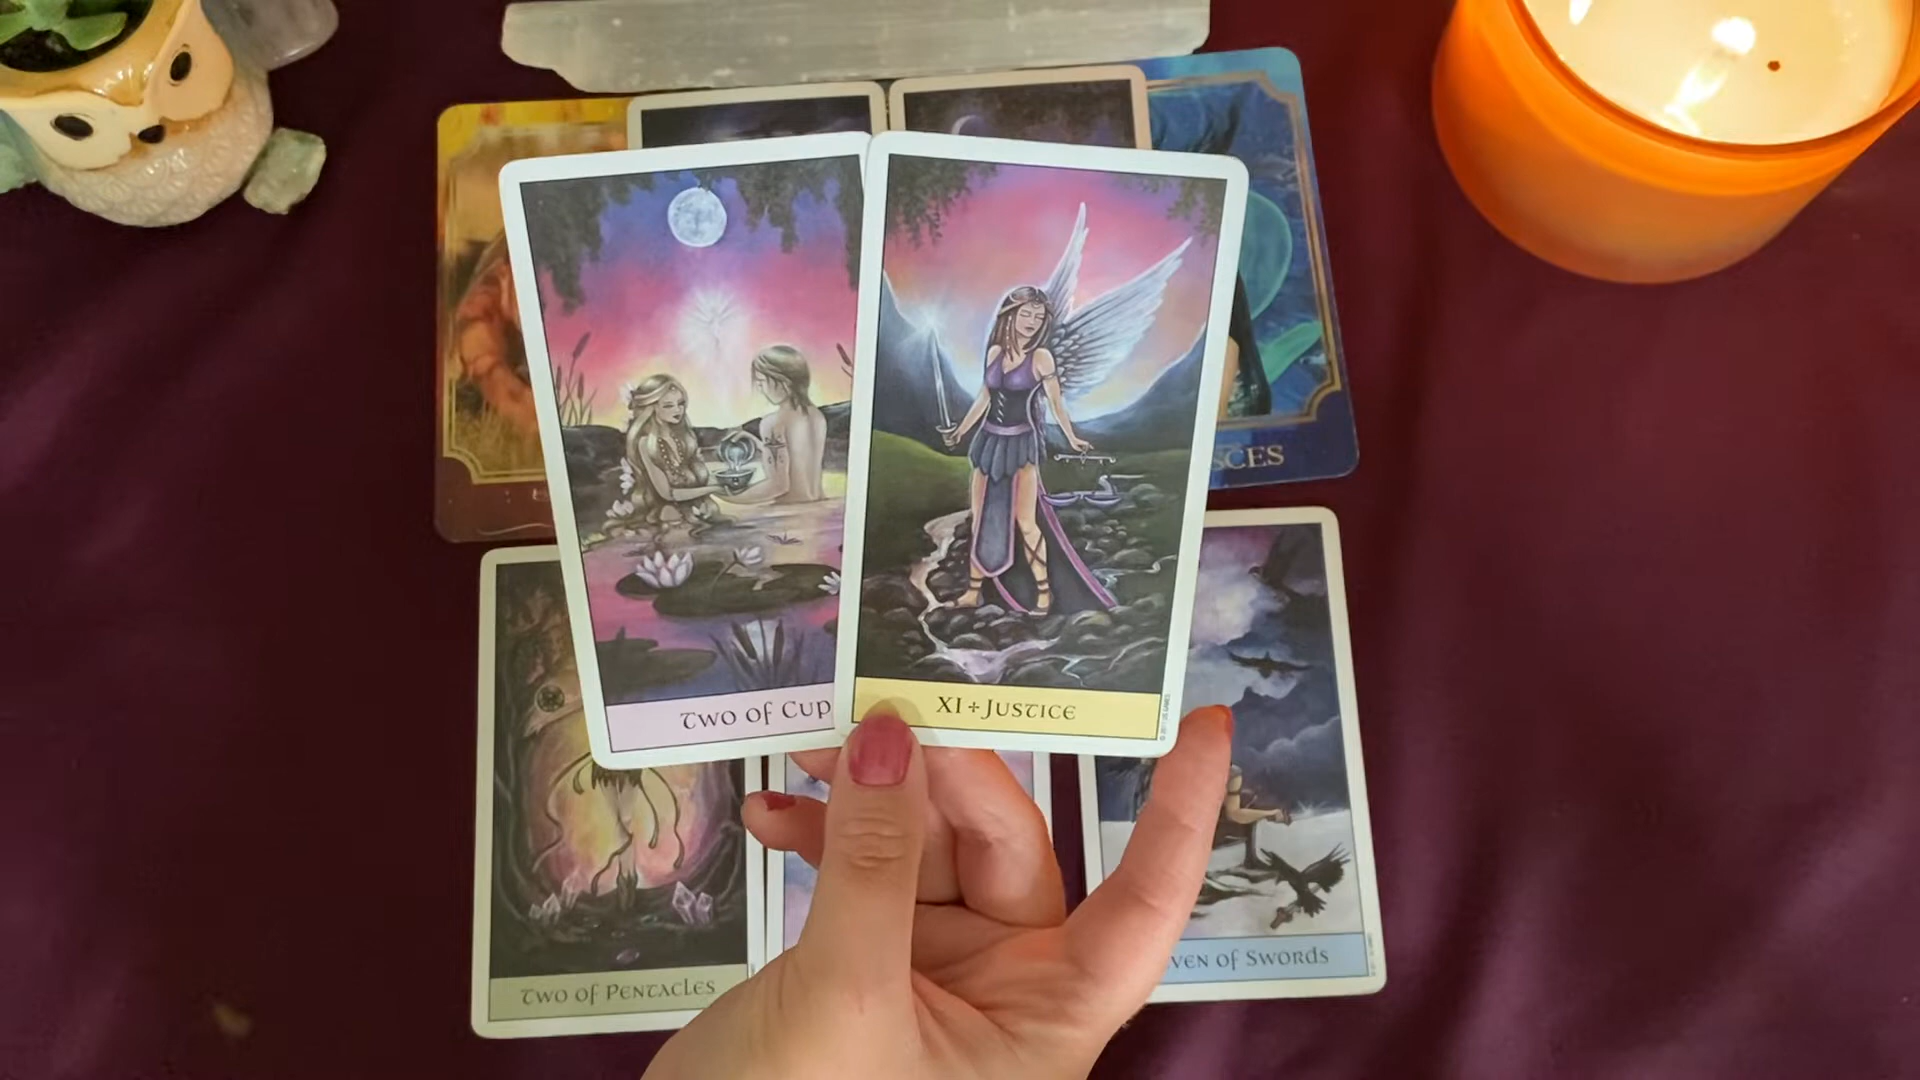 SCES
Two of Cup
XI + Justice
Two of Pentacles
ven of Swords